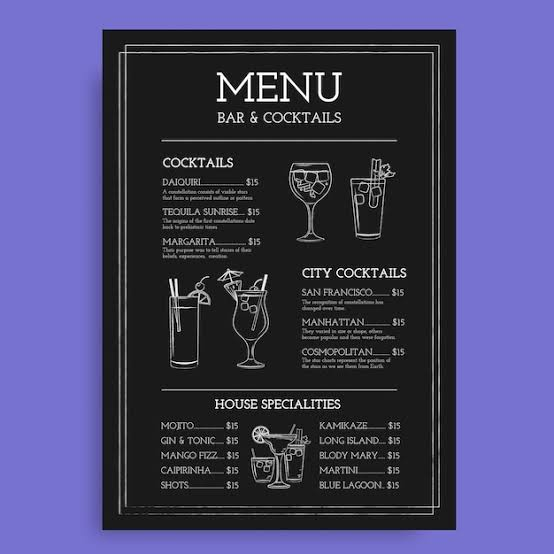 MENU
BAR & COCKTAILS
COCKTAILS
DAIQUIRI $15
A constellation consists of visible stars
that form a perceived outline or pattern
TEQUILA SUNRISE $15
The origins of the first constellations date
back to prehistoric times
MARGARITA $15
Their purpose was to tell stories of their
beliefs, experiences, creation
CITY COCKTAILS
SAN FRANCISCO $15
The recognition of constellations has
changed over time.
MANHATTAN $15
They varied in size or shape, others
became popular and then were forgotten.
COSMOPOLITAN $15
The star charts represent the position of
the stars as we see them from Earth.
HOUSE SPECIALITIES
MOJITO $15
GIN & TONIC $15
MANGO FIZZ $15
CAIPIRINHA $15
SHOTS $15
KAMIKAZE $15
LONG ISLAND $15
BLODY MARY $15
MARTINI $15
BLUE LAGOON $15